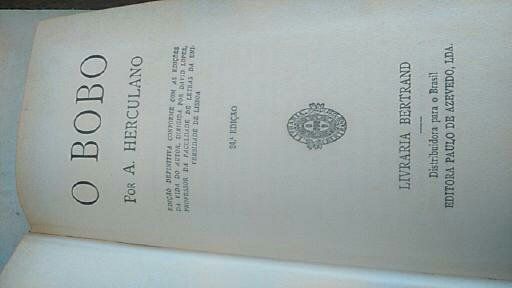 O BOBO
POR A. HERCULANO
EDIÇÃO DEFINITIVA CONFORME COM AS EDIÇÕES
DA VIDA DO AUTOR, DIRIGIDA POR DAVID LOPES,
PROFESSOR DA FACULDADE DE LETRAS DA UNI-
VERSIDADE DE LISBOA
EDIÇÃO
LIVRARIA BERTRAND
Distribuidora para o Brasil
EDITORA PAULO DE AZEVEDO, LDA.